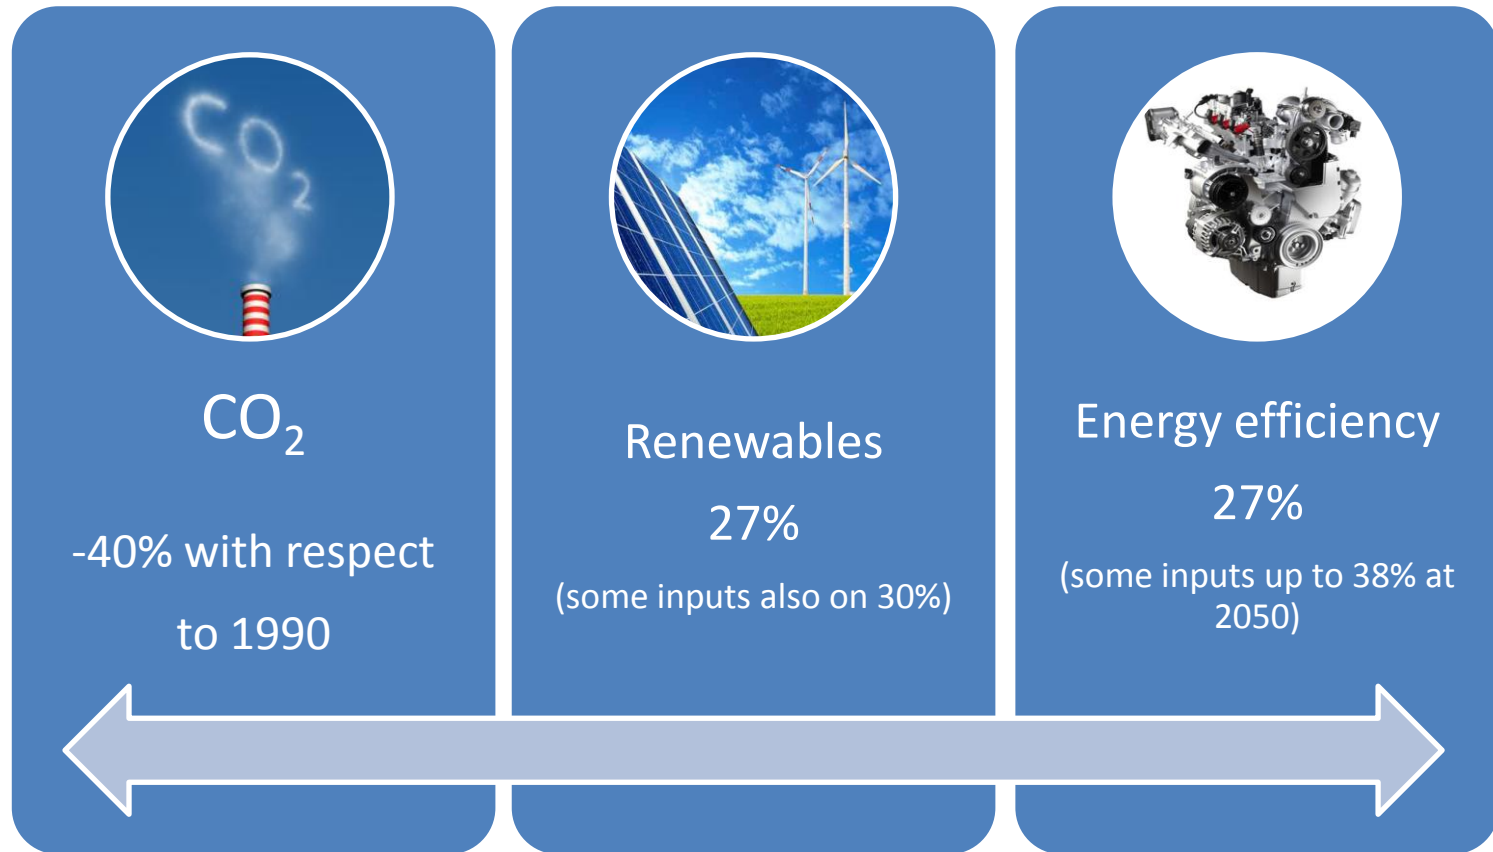 CO₂
CO₂
-40% with respect
to 1990
Renewables
27%
(some inputs also on 30%)
Energy efficiency
27%
(some inputs up to 38% at
2050)